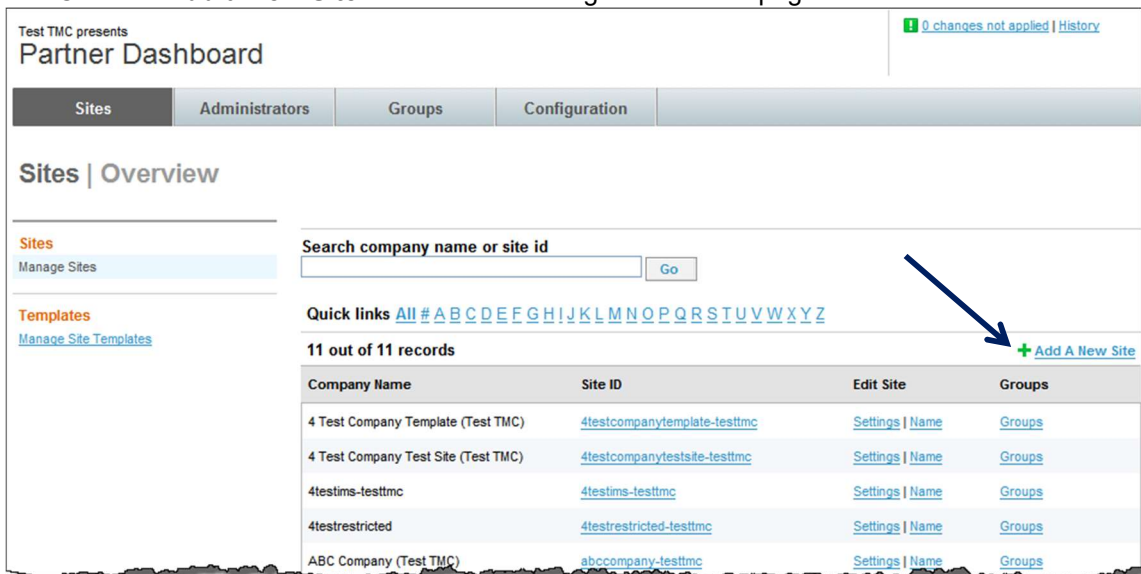 Test TMC presents
Partner Dashboard
0 changes not applied | History
Sites Administrators Groups Configuration
Sites | Overview
Sites
Manage Sites
Templates
Manage Site Templates
Search company name or site id
Go
Quick links All # A B C D E F G H I J K L M N O P Q R S T U V W X Y Z
11 out of 11 records
Add A New Site
Company Name Site ID Edit Site Groups
4 Test Company Template (Test TMC) 4testcompanytemplate-testtmc Settings | Name Groups
4 Test Company Test Site (Test TMC) 4testcompanytestsite-testtmc Settings | Name Groups
4testims-testtmc 4testims-testtmc Settings | Name Groups
4testrestricted 4testrestricted-testtmc Settings | Name Groups
ABC Company (Test TMC) abccompany-testtmc Settings | Name Groups